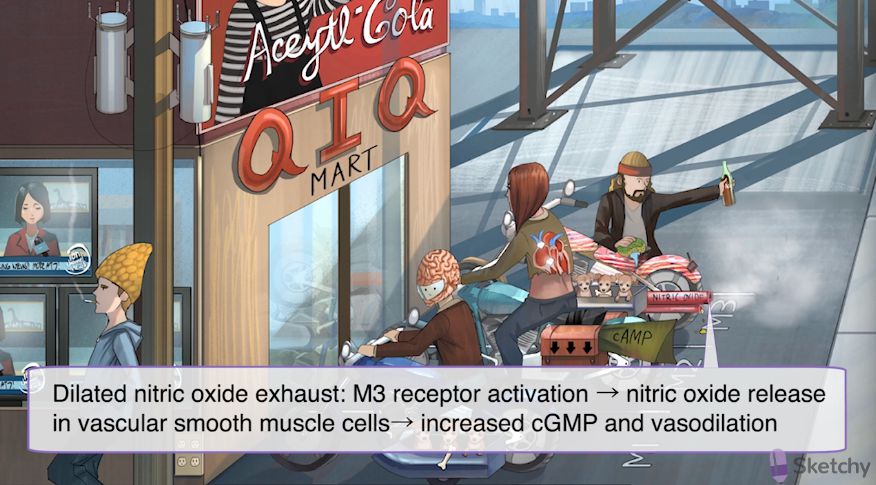 Aceytl-Cola
QIQ
MART
NITRIC OXIDE
cAMP
M3
Dilated nitric oxide exhaust: M3 receptor activation → nitric oxide release
in vascular smooth muscle cells→ increased cGMP and vasodilation
Sketchy